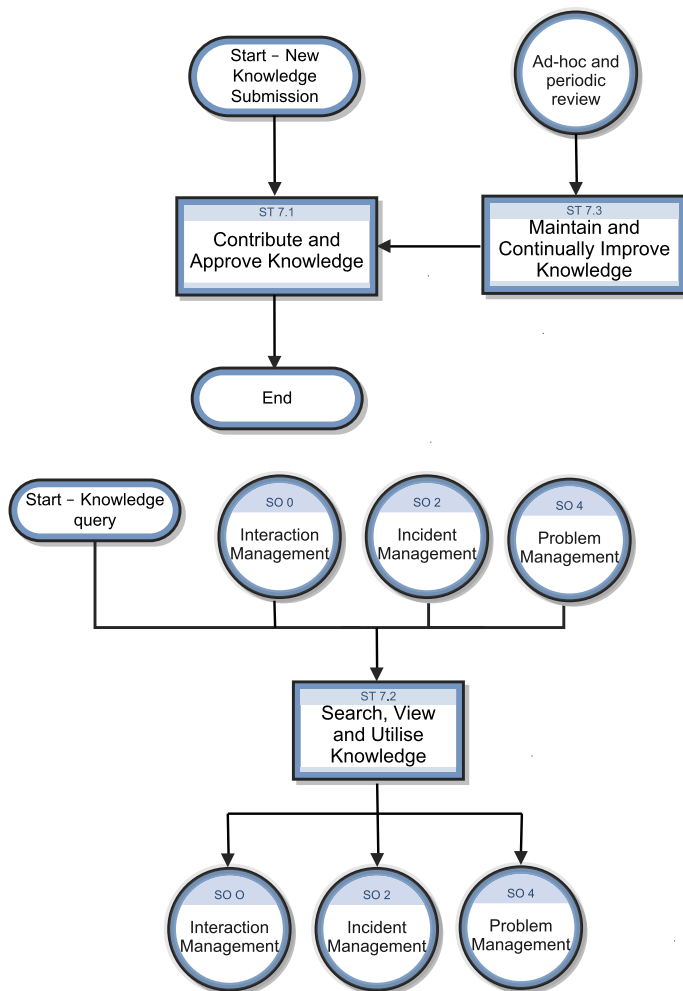 Start – New
Knowledge
Submission
Ad-hoc and
periodic
review
ST 7.1
Contribute and
Approve Knowledge
ST 7.3
Maintain and
Continually Improve
Knowledge
End
Start – Knowledge
query
SO 0
Interaction
Management
SO 2
Incident
Management
SO 4
Problem
Management
ST 7.2
Search, View
and Utilise
Knowledge
SO O
Interaction
Management
SO 2
Incident
Management
SO 4
Problem
Management